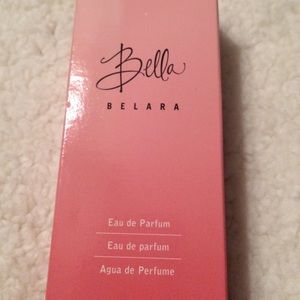 Bella
BELARA
Eau de Parfum
Eau de parfum
Agua de Perfume